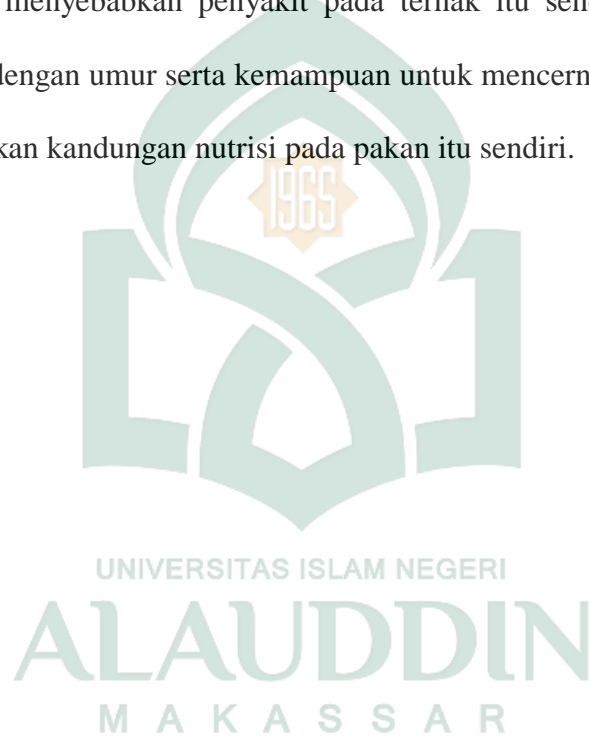 menyebabkan penyakit pada ternak itu
dengan umur serta kemampuan untuk
kandungan nutrisi pada pakan itu sendiri.
1965
UNIVERSITAS ISLAM NEGERI
ALAUDDIN
MAKASSAR